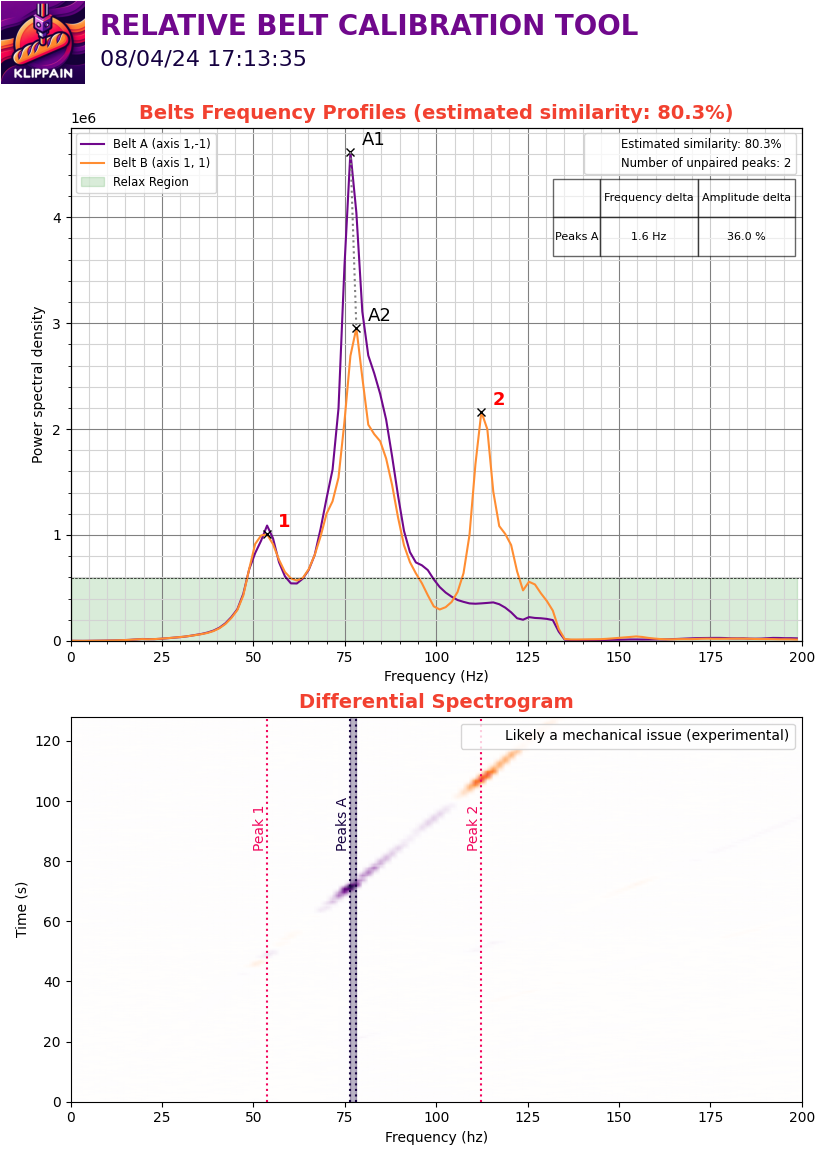 KLIPPAIN
RELATIVE BELT CALIBRATION TOOL
08/04/24 17:13:35
Belts Frequency Profiles (estimated similarity: 80.3%)
1e6
Belt A (axis 1,-1)
Belt B (axis 1, 1)
Relax Region
Estimated similarity: 80.3%
Number of unpaired peaks: 2
Frequency delta Amplitude delta
Peaks A 1.6 Hz 36.0 %
A1
A2
2
1
4
3
2
1
0
Power spectral density
0 25 50 75 100 125 150 175 200
Frequency (Hz)
Differential Spectrogram
Likely a mechanical issue (experimental)
Peak 1
Peaks A
Peak 2
120
100
80
60
40
20
0
Time (s)
0 25 50 75 100 125 150 175 200
Frequency (hz)